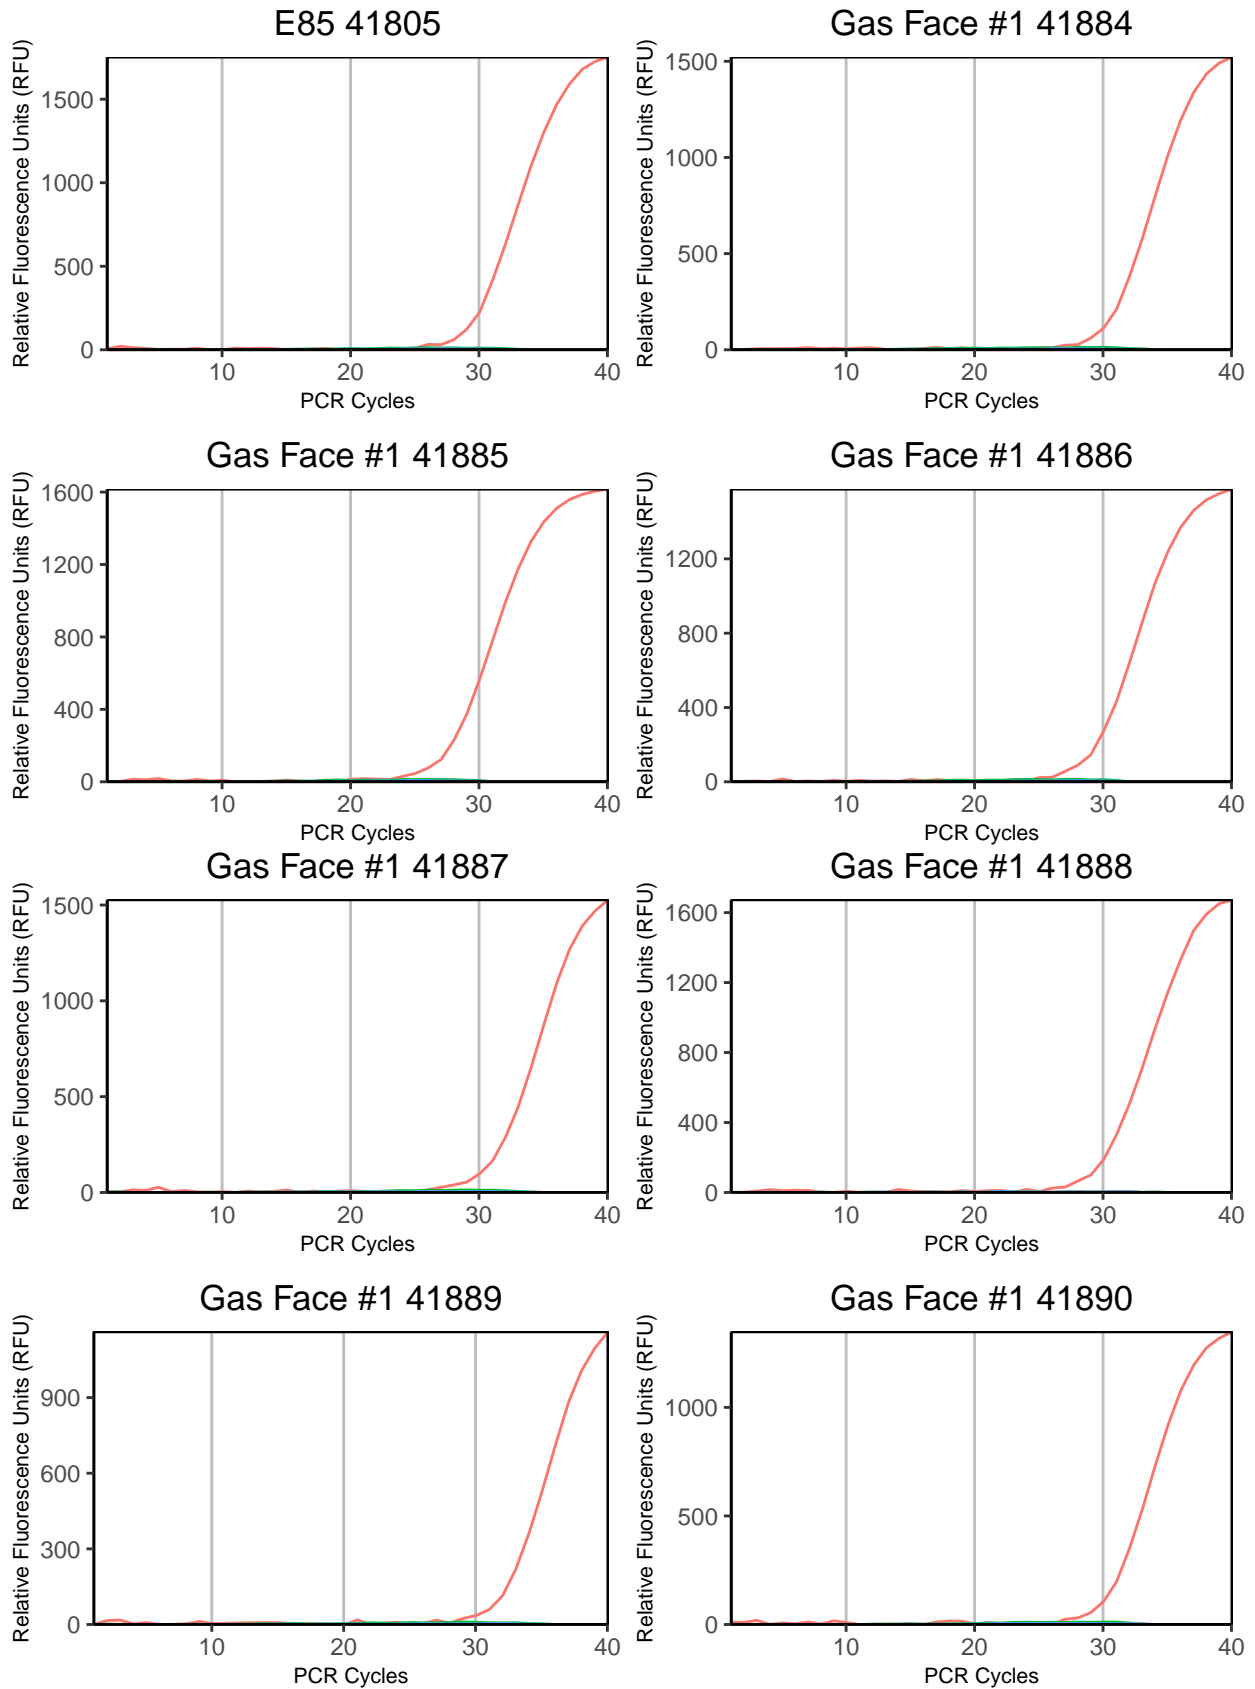 E85 41805
Relative Fluorescence Units (RFU)
1500
1000
500
0
10 20 30 40
PCR Cycles
Gas Face #1 41884
Relative Fluorescence Units (RFU)
1500
1000
500
0
10 20 30 40
PCR Cycles
Gas Face #1 41885
Relative Fluorescence Units (RFU)
1600
1200
800
400
0
10 20 30 40
PCR Cycles
Gas Face #1 41886
Relative Fluorescence Units (RFU)
1200
800
400
0
10 20 30 40
PCR Cycles
Gas Face #1 41887
Relative Fluorescence Units (RFU)
1500
1000
500
0
10 20 30 40
PCR Cycles
Gas Face #1 41888
Relative Fluorescence Units (RFU)
1600
1200
800
400
0
10 20 30 40
PCR Cycles
Gas Face #1 41889
Relative Fluorescence Units (RFU)
900
600
300
0
10 20 30 40
PCR Cycles
Gas Face #1 41890
Relative Fluorescence Units (RFU)
1000
500
0
10 20 30 40
PCR Cycles